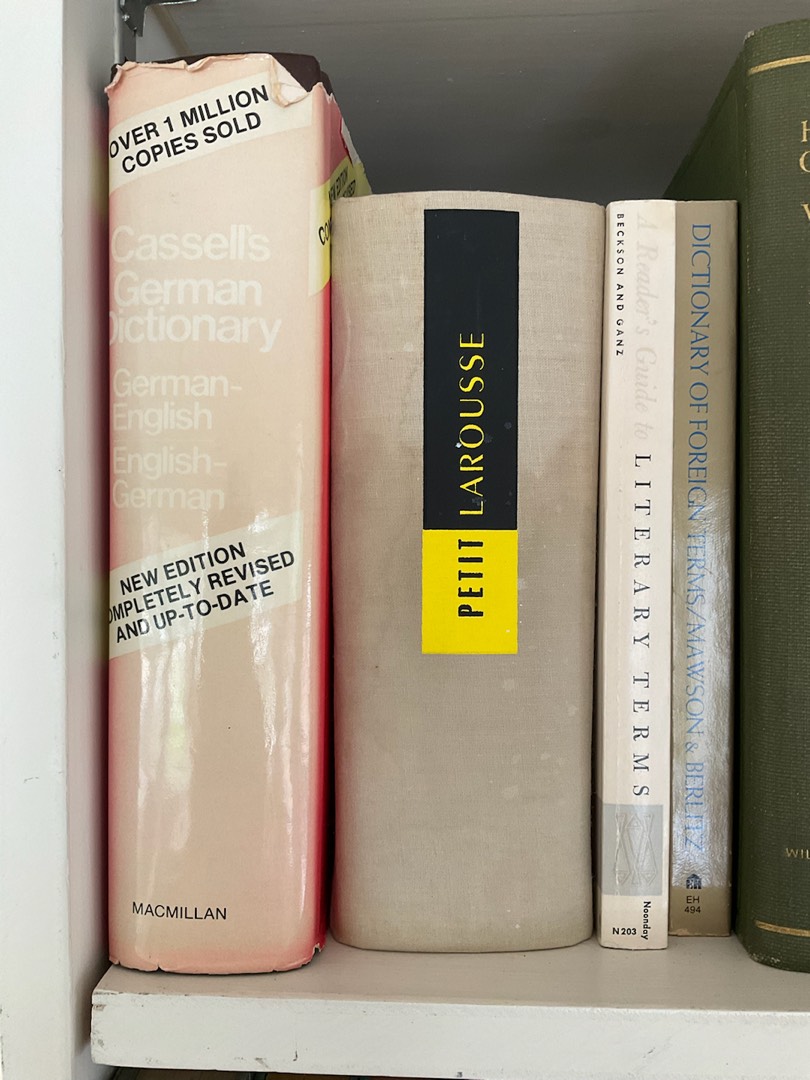 OVER 1 MILLION
COPIES SOLD
Cassell's
German
Dictionary
German-
English
English-
German
NEW EDITION
OMPLETELY REVISED
AND UP-TO-DATE
MACMILLAN
PETIT LAROUSSE
BECKSON AND GANZ
A Reader's Guide to LITERARY TERMS
Noonday
N 203
DICTIONARY OF FOREIGN TERMS/MAWSON & BERLITZ
EH
494